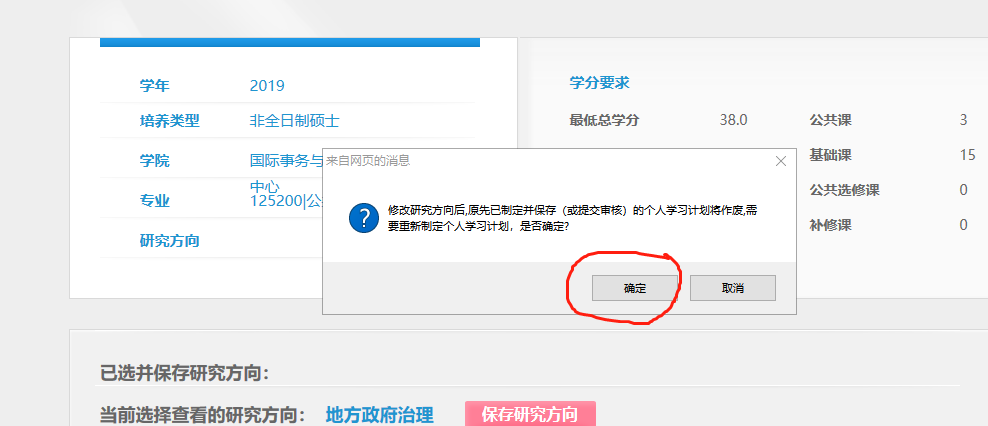 学年 2019
培养类型 非全日制硕士
学院 国际事务与
中心
专业 125200|公
研究方向
学分要求
最低总学分 38.0 公共课 3
基础课 15
公共选修课 0
补修课 0
来自网页的消息
修改研究方向后,原先已制定并保存（或提交审核）的个人学习计划将作废,需
要重新制定个人学习计划，是否确定?
确定 取消
已选并保存研究方向：
当前选择查看的研究方向： 地方政府治理 保存研究方向